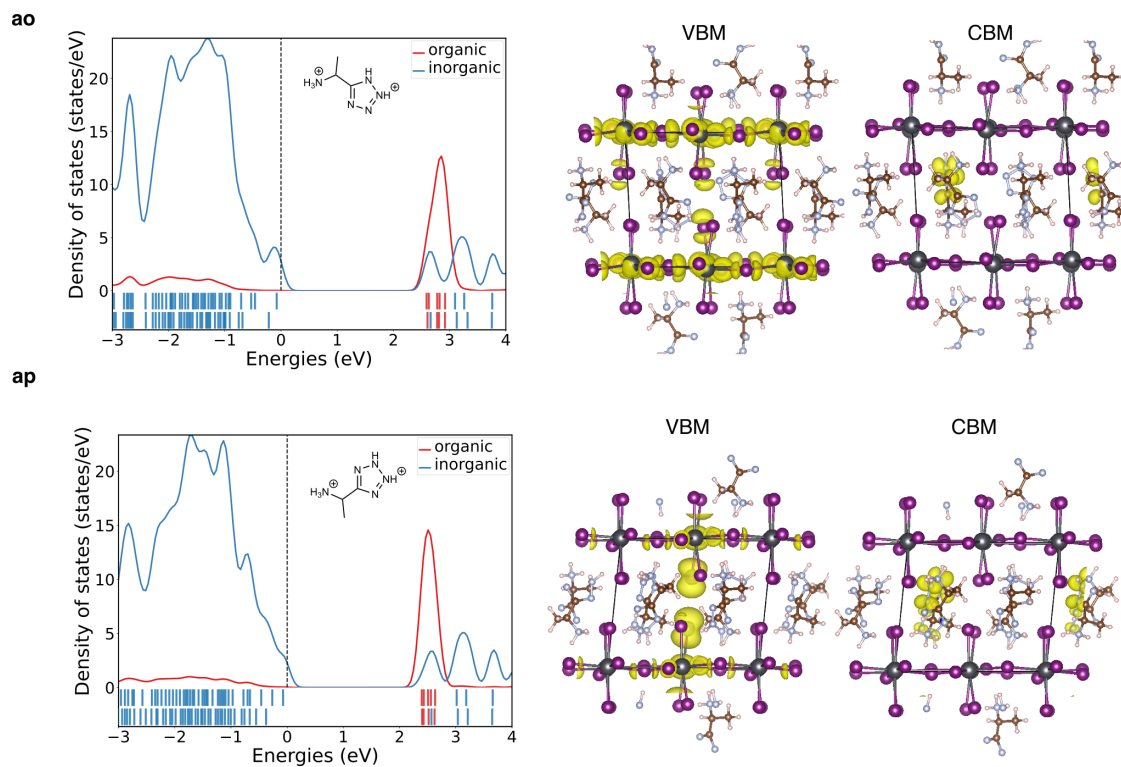 ao
Density of states (states/eV)
20
15
10
5
0
organic
inorganic
H₃N
⊕
H
N
NH
⊕
N
N
−3 −2 −1 0 1 2 3 4
Energies (eV)
VBM
CBM
ap
Density of states (states/eV)
20
15
10
5
0
organic
inorganic
H₃N
⊕
H
N
N
NH
⊕
N
−3 −2 −1 0 1 2 3 4
Energies (eV)
VBM
CBM